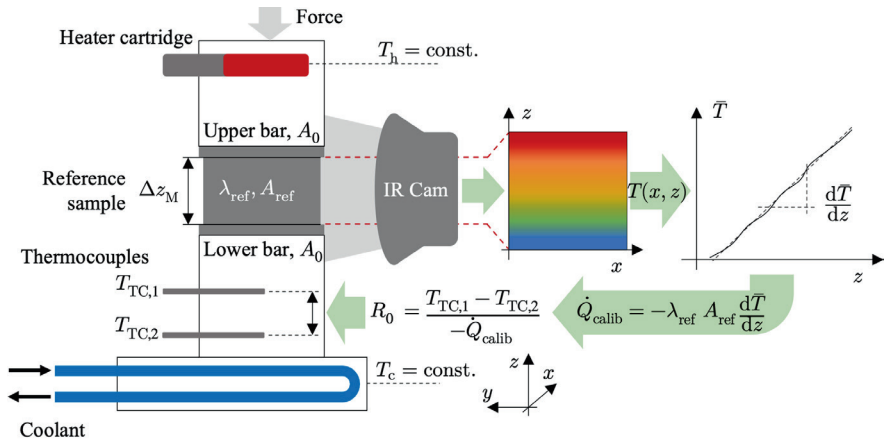 Force
Heater cartridge
T_h = const.
Upper bar, A_0
Reference
sample
Δz_M
λ_ref, A_ref
IR Cam
z
x
T(x, z)
T̄
dT̄
dz
z
Lower bar, A_0
Thermocouples
T_TC,1
T_TC,2
R_0 = (T_TC,1 − T_TC,2) / (−Q̇_calib)
Q̇_calib = −λ_ref A_ref dT̄/dz
T_c = const.
z
x
y
Coolant